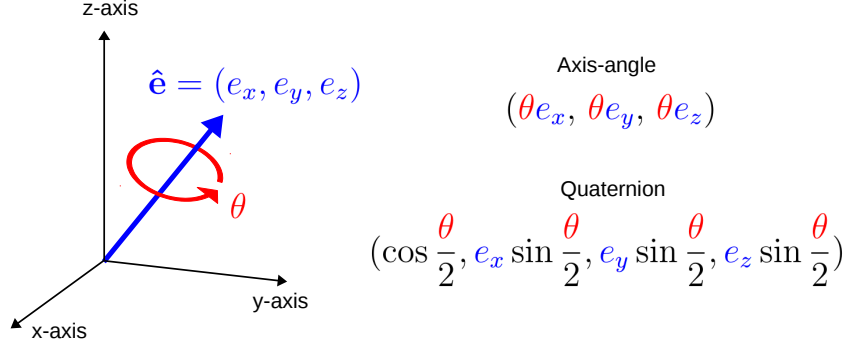 z-axis
ê = (e_x, e_y, e_z)
θ
y-axis
x-axis
Axis-angle
(θe_x, θe_y, θe_z)
Quaternion
(cos θ/2, e_x sin θ/2, e_y sin θ/2, e_z sin θ/2)